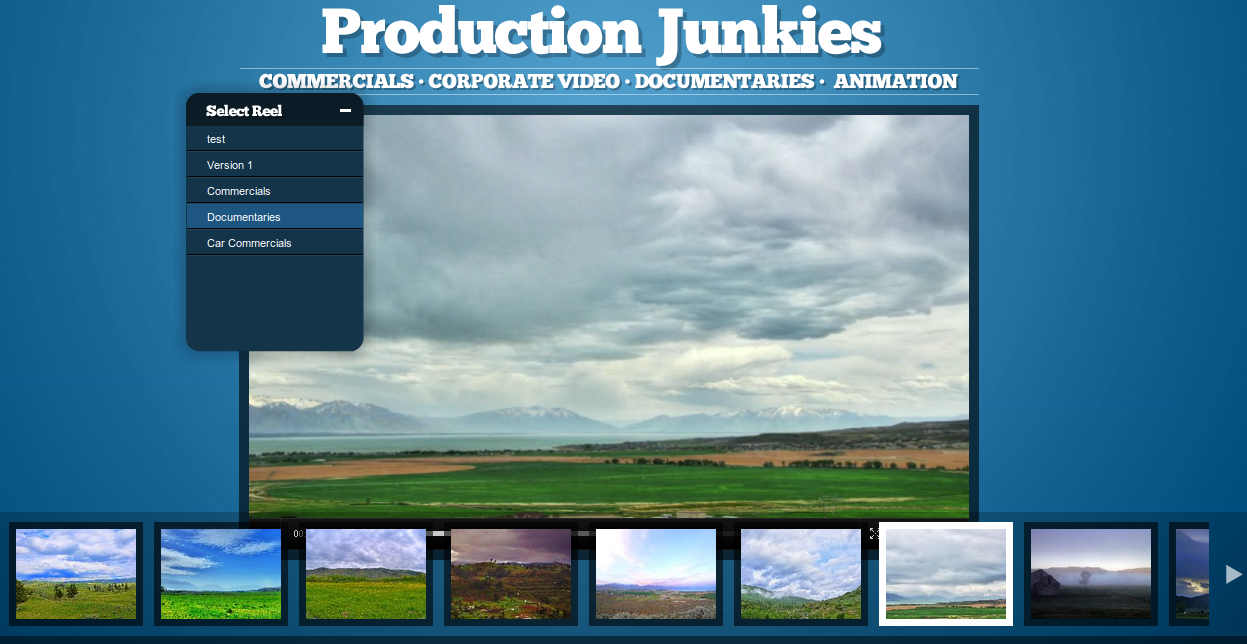 Production Junkies
COMMERCIALS · CORPORATE VIDEO · DOCUMENTARIES · ANIMATION
Select Reel
test
Version 1
Commercials
Documentaries
Car Commercials
00